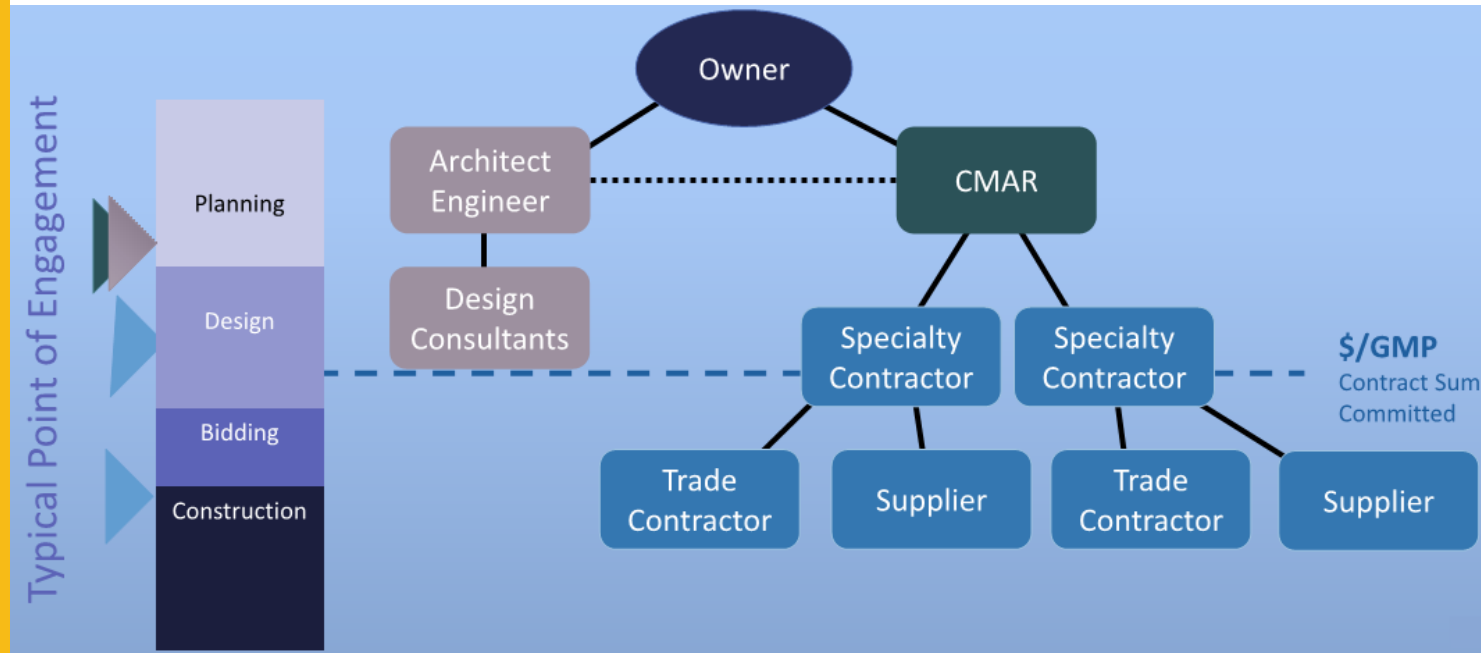 Typical Point of Engagement
Planning
Design
Bidding
Construction
Owner
Architect
Engineer
CMAR
Design
Consultants
Specialty
Contractor
Specialty
Contractor
$/GMP
Contract Sum
Committed
Trade
Contractor
Supplier
Trade
Contractor
Supplier